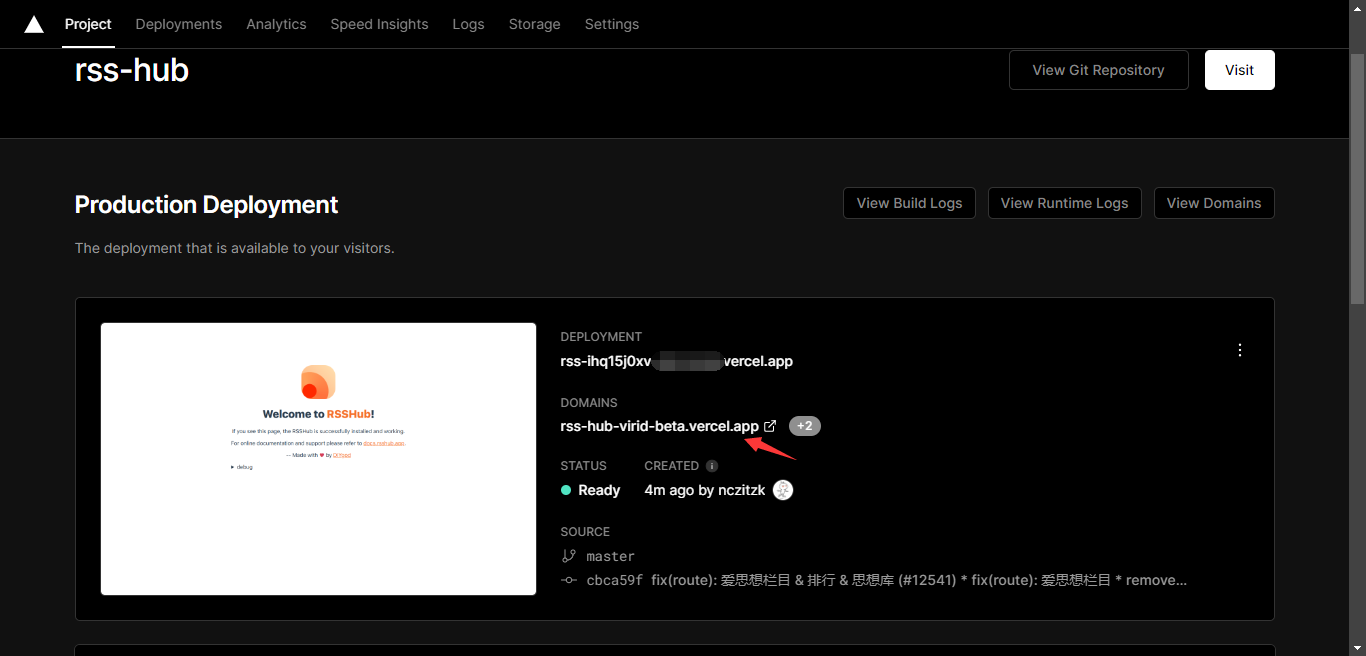 Project Deployments Analytics Speed Insights Logs Storage Settings
rss-hub
View Git Repository
Visit
Production Deployment
View Build Logs
View Runtime Logs
View Domains
The deployment that is available to your visitors.
Welcome to RSSHub!
If you see this page, the RSSHub is successfully installed and working.
For online documentation and support please refer to docs.rsshub.app.
-- Made with ♥ by DIYgod
▶ debug
DEPLOYMENT
rss-ihq15j0xv vercel.app
DOMAINS
rss-hub-virid-beta.vercel.app +2
STATUS CREATED
Ready 4m ago by nczitzk
SOURCE
master
cbca59f fix(route): 爱思想栏目 & 排行 & 思想库 (#12541) * fix(route): 爱思想栏目 * remove...